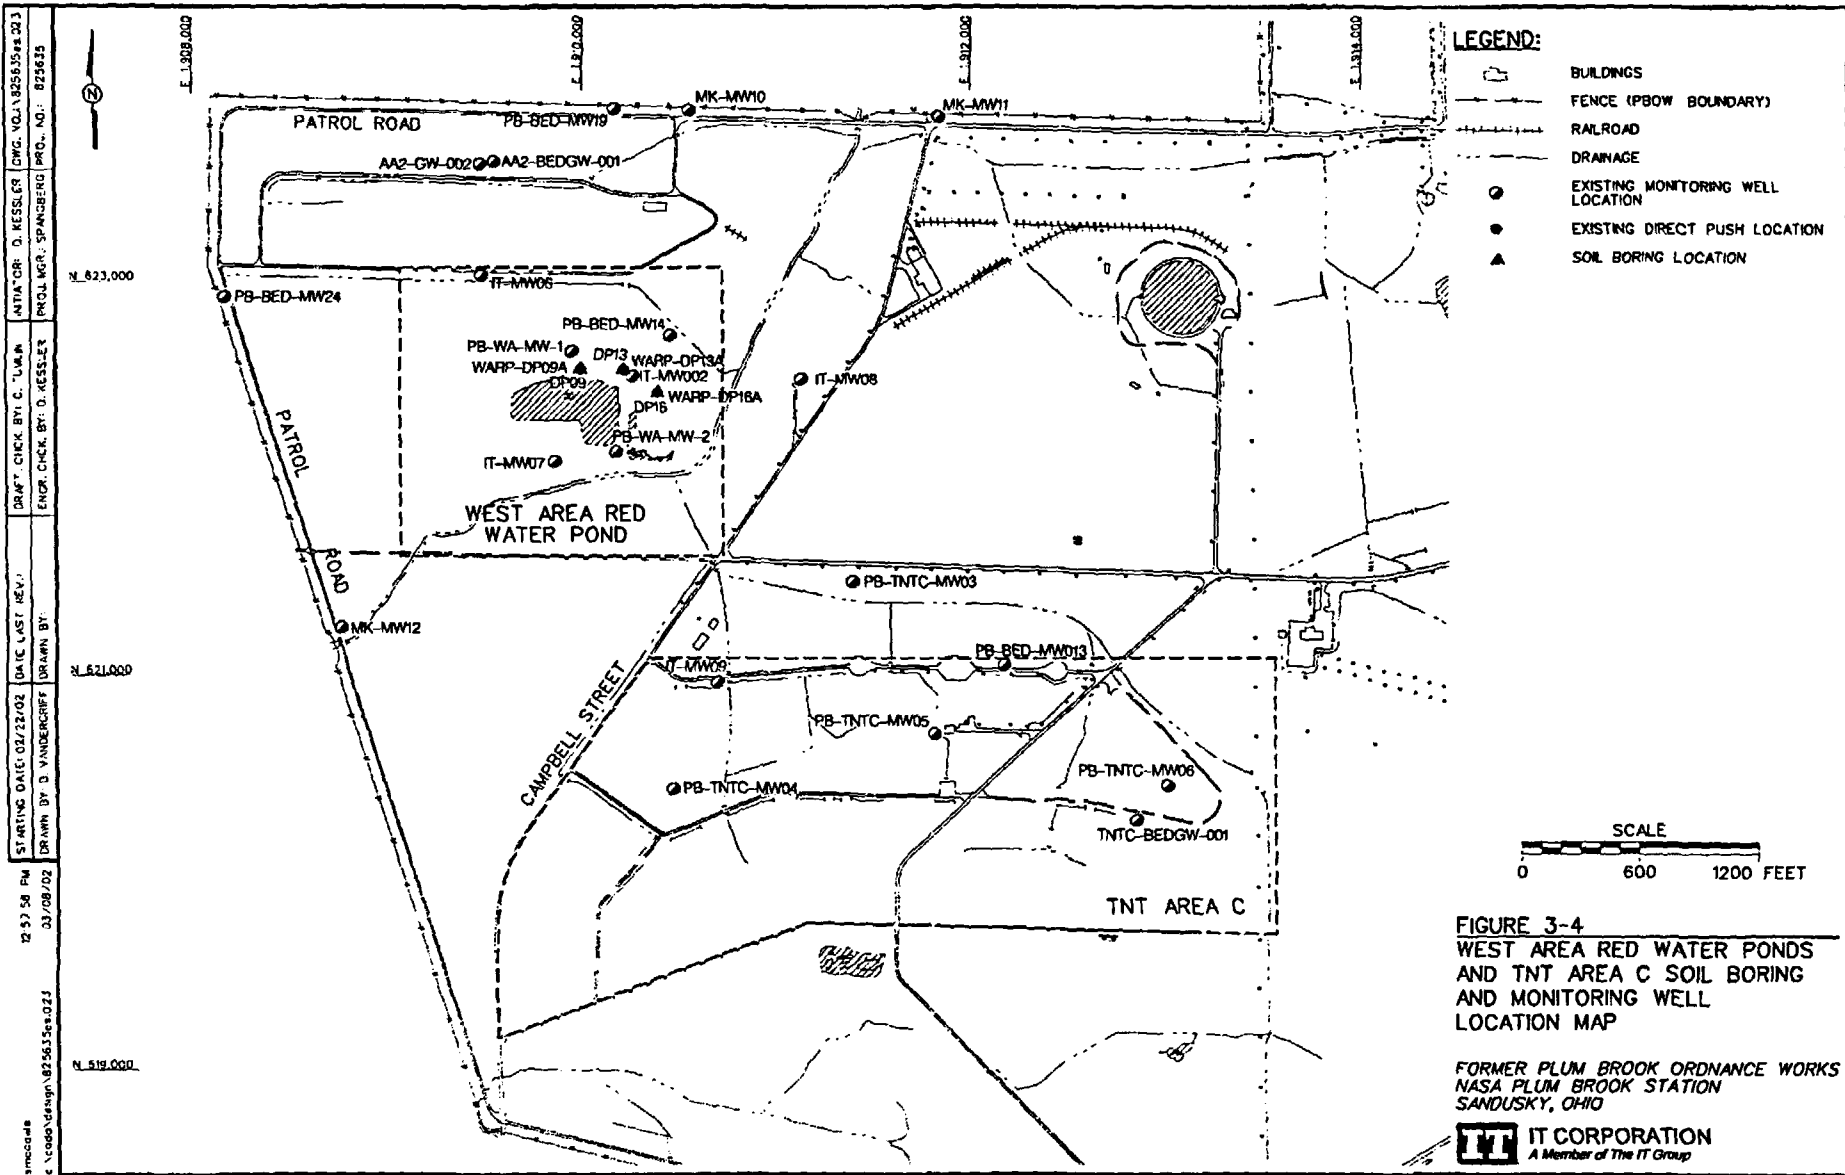 E 1,908,000
E 1,910,000
E 1,912,000
E 1,914,000
N
PATROL ROAD
PB-BED-MW19
MK-MW10
MK-MW11
AA2-GW-002
AA2-BEDGW-001
N 623,000
IT-MW06
PB-BED-MW24
PB-BED-MW14
PB-WA-MW-1
DP13
WARP-DP13A
WARP-DP09A
IT-MW002
DP09
WARP-DP16A
DP16
IT-MW08
PB-WA-MW-2
IT-MW07
PATROL
ROAD
WEST AREA RED
WATER POND
PB-TNTC-MW03
MK-MW12
N 621,000
IT-MW09
PB-BED-MW013
CAMPBELL STREET
PB-TNTC-MW05
PB-TNTC-MW04
PB-TNTC-MW06
TNTC-BEDGW-001
TNT AREA C
N 619,000
LEGEND:
BUILDINGS
FENCE (PBOW BOUNDARY)
RAILROAD
DRAINAGE
EXISTING MONITORING WELL
LOCATION
EXISTING DIRECT PUSH LOCATION
SOIL BORING LOCATION
SCALE
0 600 1200 FEET
FIGURE 3-4
WEST AREA RED WATER PONDS
AND TNT AREA C SOIL BORING
AND MONITORING WELL
LOCATION MAP
FORMER PLUM BROOK ORDNANCE WORKS
NASA PLUM BROOK STATION
SANDUSKY, OHIO
IT IT CORPORATION
A Member of The IT Group
STARTING DATE: 02/22/02
DATE LAST REV.:
DRAFT. CHCK. BY:
INITIATOR: D. KESSLER
DWG. NO.:
DRAWN BY: D. VANDERGRIFF
DRAWN BY:
ENGR. CHCK. BY: D. KESSLER
PROJ. MGR.: SPANGBERG
PROJ. NO.: 825635
12:57:58 PM
03/08/02